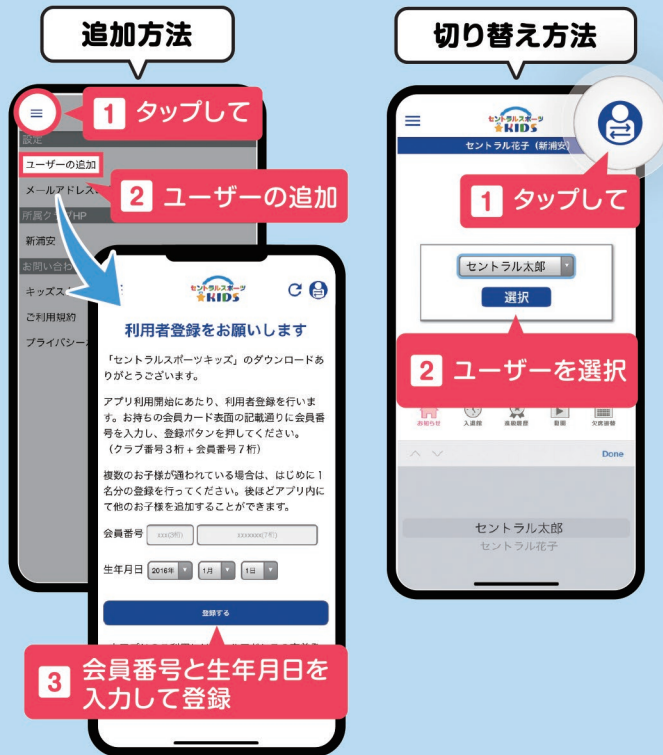 追加方法
≡
1 タップして
設定
ユーザーの追加
メールアドレス
2 ユーザーの追加
所属クラブHP
新浦安
お問い合わ
キッズス
ご利用規約
プライバシー
セントラルスポーツ
KIDS
利用者登録をお願いします
「セントラルスポーツキッズ」のダウンロードあ
りがとうございます。
アプリ利用開始にあたり、利用者登録を行いま
す。お持ちの会員カード表面の記載通りに会員番
号を入力し、登録ボタンを押してください。
（クラブ番号3桁 + 会員番号7桁）
複数のお子様が通われている場合は、はじめに1
名分の登録を行ってください。後ほどアプリ内に
て他のお子様を追加することができます。
会員番号 xxx(3桁) xxxxxxx(7桁)
生年月日 2016年 1月 1日
登録する
3 会員番号と生年月日を
入力して登録
切り替え方法
セントラルスポーツ
KIDS
セントラル花子（新浦安）
1 タップして
セントラル太郎
選択
2 ユーザーを選択
お知らせ 入退館 進級履歴 動画 欠席振替
Done
セントラル太郎
セントラル花子